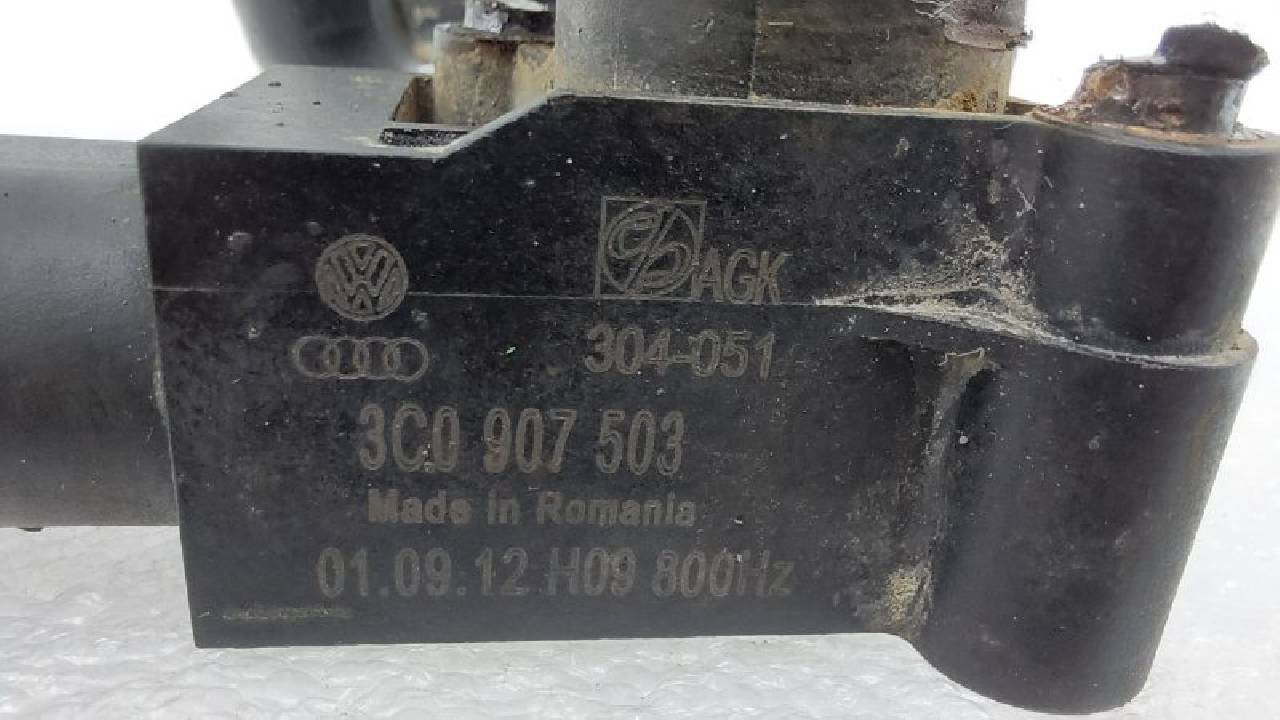 AGK
304-051
3C0 907 503
Made in Romania
01.09.12 H09 800Hz